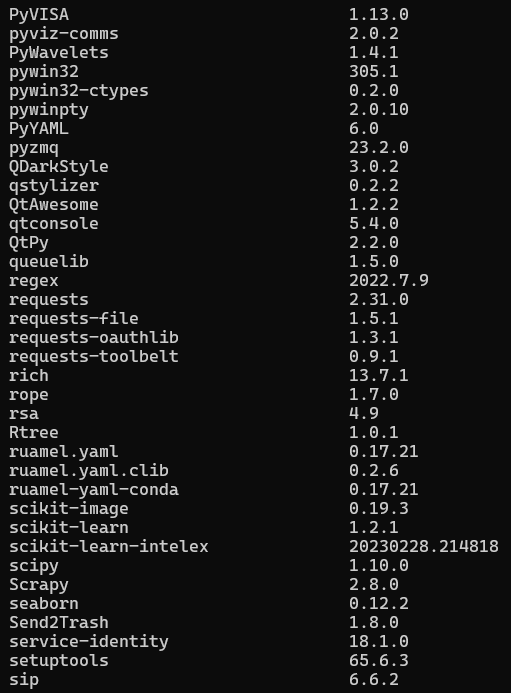 PyVISA 1.13.0
pyviz-comms 2.0.2
PyWavelets 1.4.1
pywin32 305.1
pywin32-ctypes 0.2.0
pywinpty 2.0.10
PyYAML 6.0
pyzmq 23.2.0
QDarkStyle 3.0.2
qstylizer 0.2.2
QtAwesome 1.2.2
qtconsole 5.4.0
QtPy 2.2.0
queuelib 1.5.0
regex 2022.7.9
requests 2.31.0
requests-file 1.5.1
requests-oauthlib 1.3.1
requests-toolbelt 0.9.1
rich 13.7.1
rope 1.7.0
rsa 4.9
Rtree 1.0.1
ruamel.yaml 0.17.21
ruamel.yaml.clib 0.2.6
ruamel-yaml-conda 0.17.21
scikit-image 0.19.3
scikit-learn 1.2.1
scikit-learn-intelex 20230228.214818
scipy 1.10.0
Scrapy 2.8.0
seaborn 0.12.2
Send2Trash 1.8.0
service-identity 18.1.0
setuptools 65.6.3
sip 6.6.2